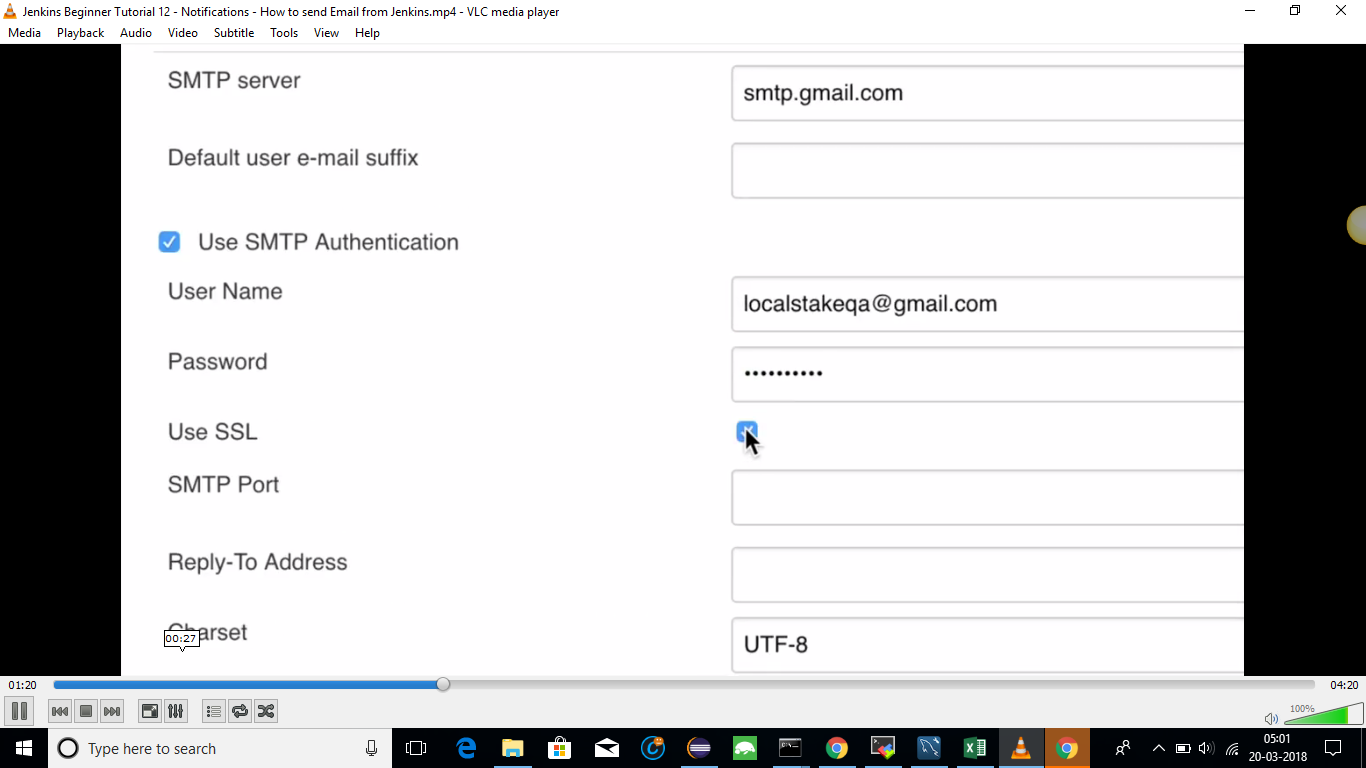 Jenkins Beginner Tutorial 12 - Notifications - How to send Email from Jenkins.mp4 - VLC media player
Media Playback Audio Video Subtitle Tools View Help
SMTP server
smtp.gmail.com
Default user e-mail suffix
Use SMTP Authentication
User Name
localstakeqa@gmail.com
Password
••••••••••
Use SSL
SMTP Port
Reply-To Address
Charset
00:27
UTF-8
01:20
04:20
100%
Type here to search
05:01
20-03-2018